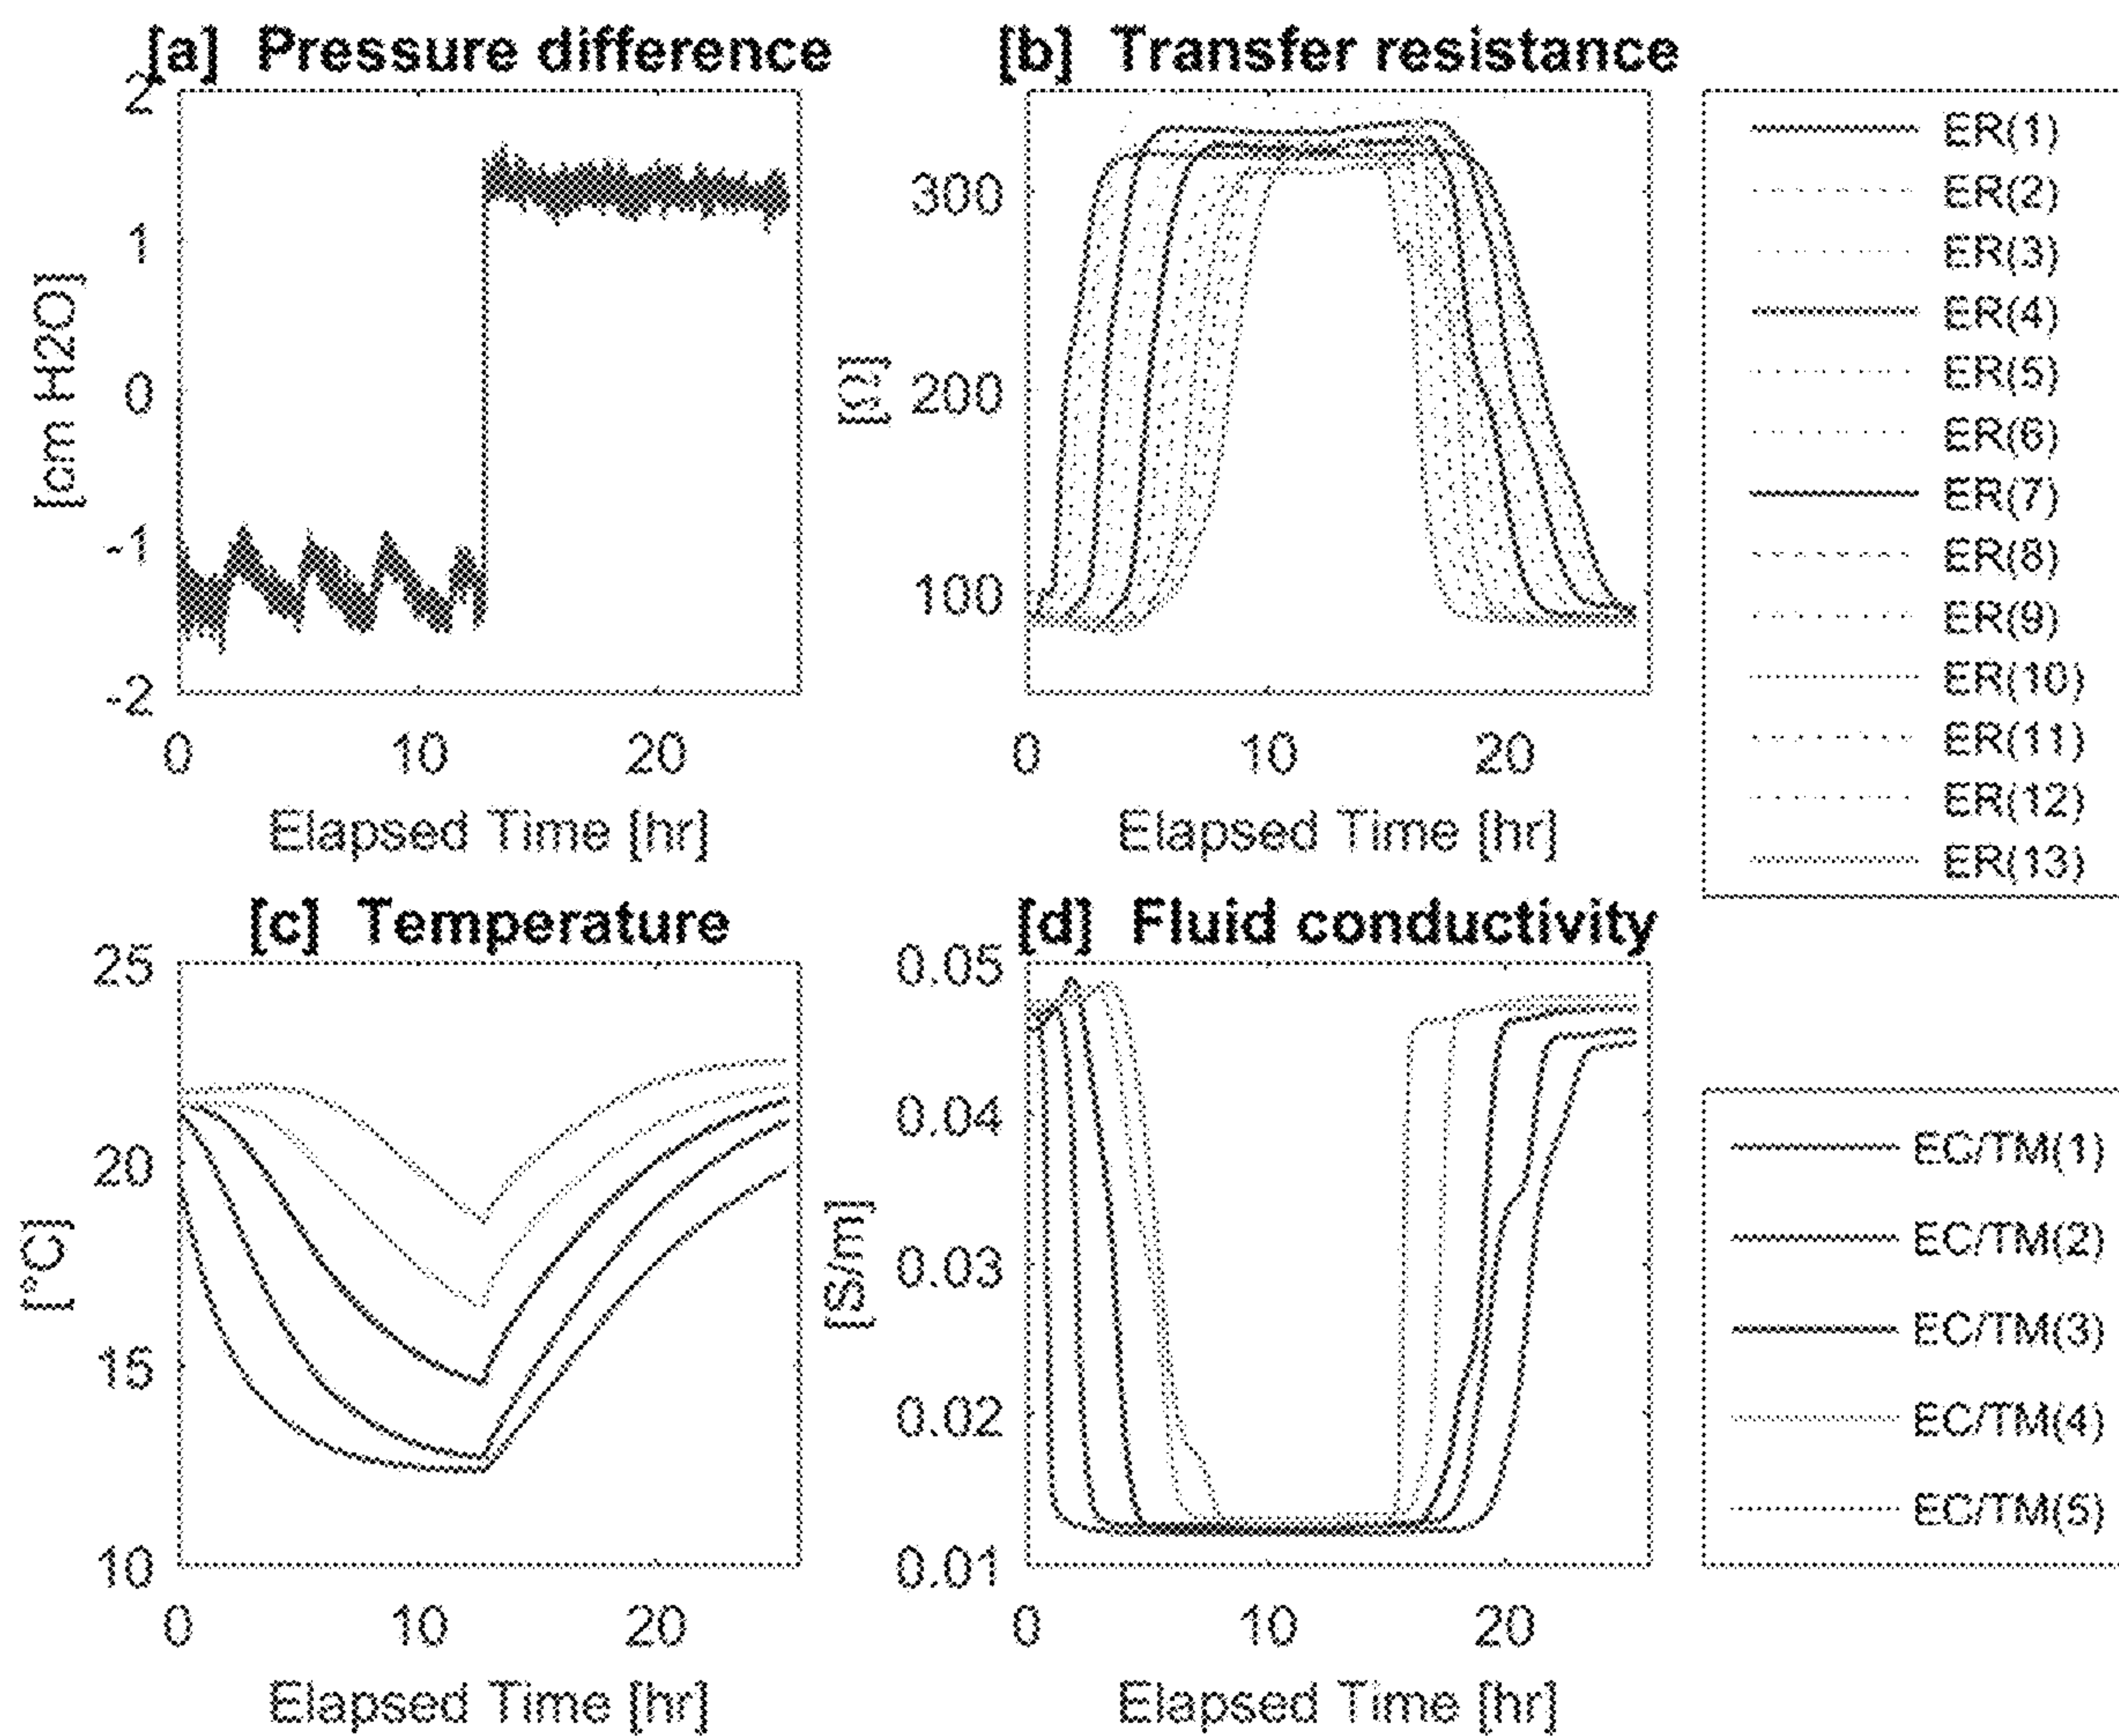 [a] Pressure difference
2
1
0
-1
-2
[cm H2O]
0 10 20
Elapsed Time [hr]
[b] Transfer resistance
300
200
100
[Ω]
0 10 20
Elapsed Time [hr]
ER(1)
ER(2)
ER(3)
ER(4)
ER(5)
ER(6)
ER(7)
ER(8)
ER(9)
ER(10)
ER(11)
ER(12)
ER(13)
[c] Temperature
25
20
15
10
[°C]
0 10 20
Elapsed Time [hr]
[d] Fluid conductivity
0.05
0.04
0.03
0.02
0.01
[S/m]
0 10 20
Elapsed Time [hr]
EC/TM(1)
EC/TM(2)
EC/TM(3)
EC/TM(4)
EC/TM(5)